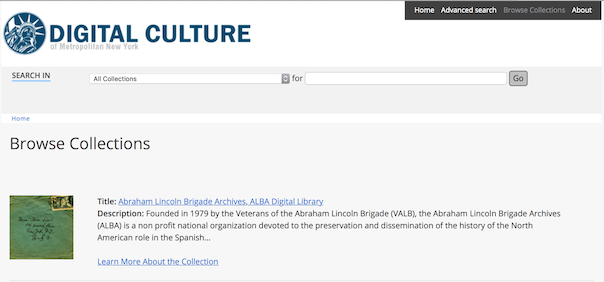 Home Advanced search Browse Collections About
DIGITAL CULTURE
of Metropolitan New York
SEARCH IN
All Collections for Go
Home
Browse Collections
Title: Abraham Lincoln Brigade Archives, ALBA Digital Library
Description: Founded in 1979 by the Veterans of the Abraham Lincoln Brigade (VALB), the Abraham Lincoln Brigade Archives
(ALBA) is a non profit national organization devoted to the preservation and dissemination of the history of the North
American role in the Spanish...
Learn More About the Collection